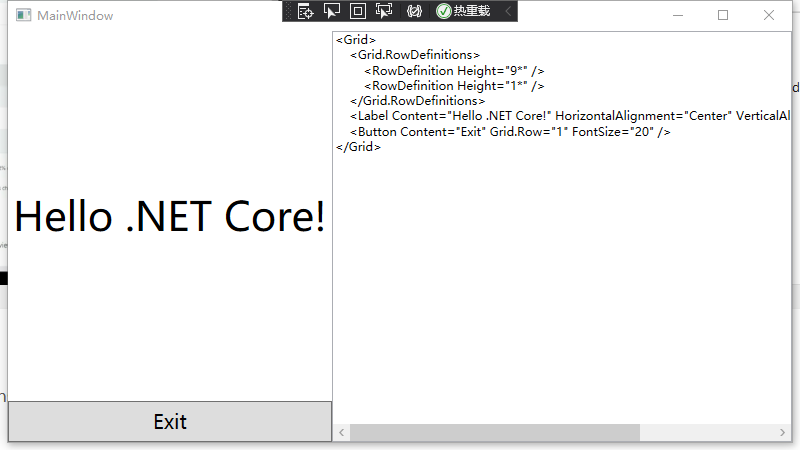 MainWindow
热重载
Hello .NET Core!
Exit
<Grid>
<Grid.RowDefinitions>
<RowDefinition Height="9*" />
<RowDefinition Height="1*" />
</Grid.RowDefinitions>
<Label Content="Hello .NET Core!" HorizontalAlignment="Center" VerticalAl
<Button Content="Exit" Grid.Row="1" FontSize="20" />
</Grid>